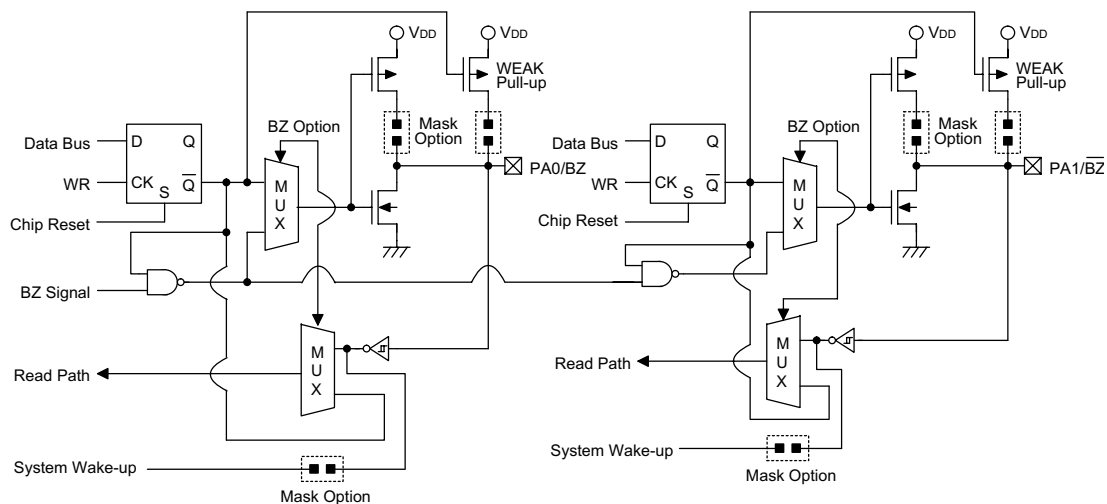 VDD VDD
WEAK
Pull-up
Mask
Option
BZ Option
Data Bus
D Q
WR
CK Q̅
S
Chip Reset
M
U
X
PA0/BZ
BZ Signal
M
U
X
Read Path
System Wake-up
Mask Option
VDD VDD
WEAK
Pull-up
Mask
Option
BZ Option
Data Bus
D Q
WR
CK Q̅
S
Chip Reset
M
U
X
PA1/B̅Z̅
M
U
X
Read Path
System Wake-up
Mask Option